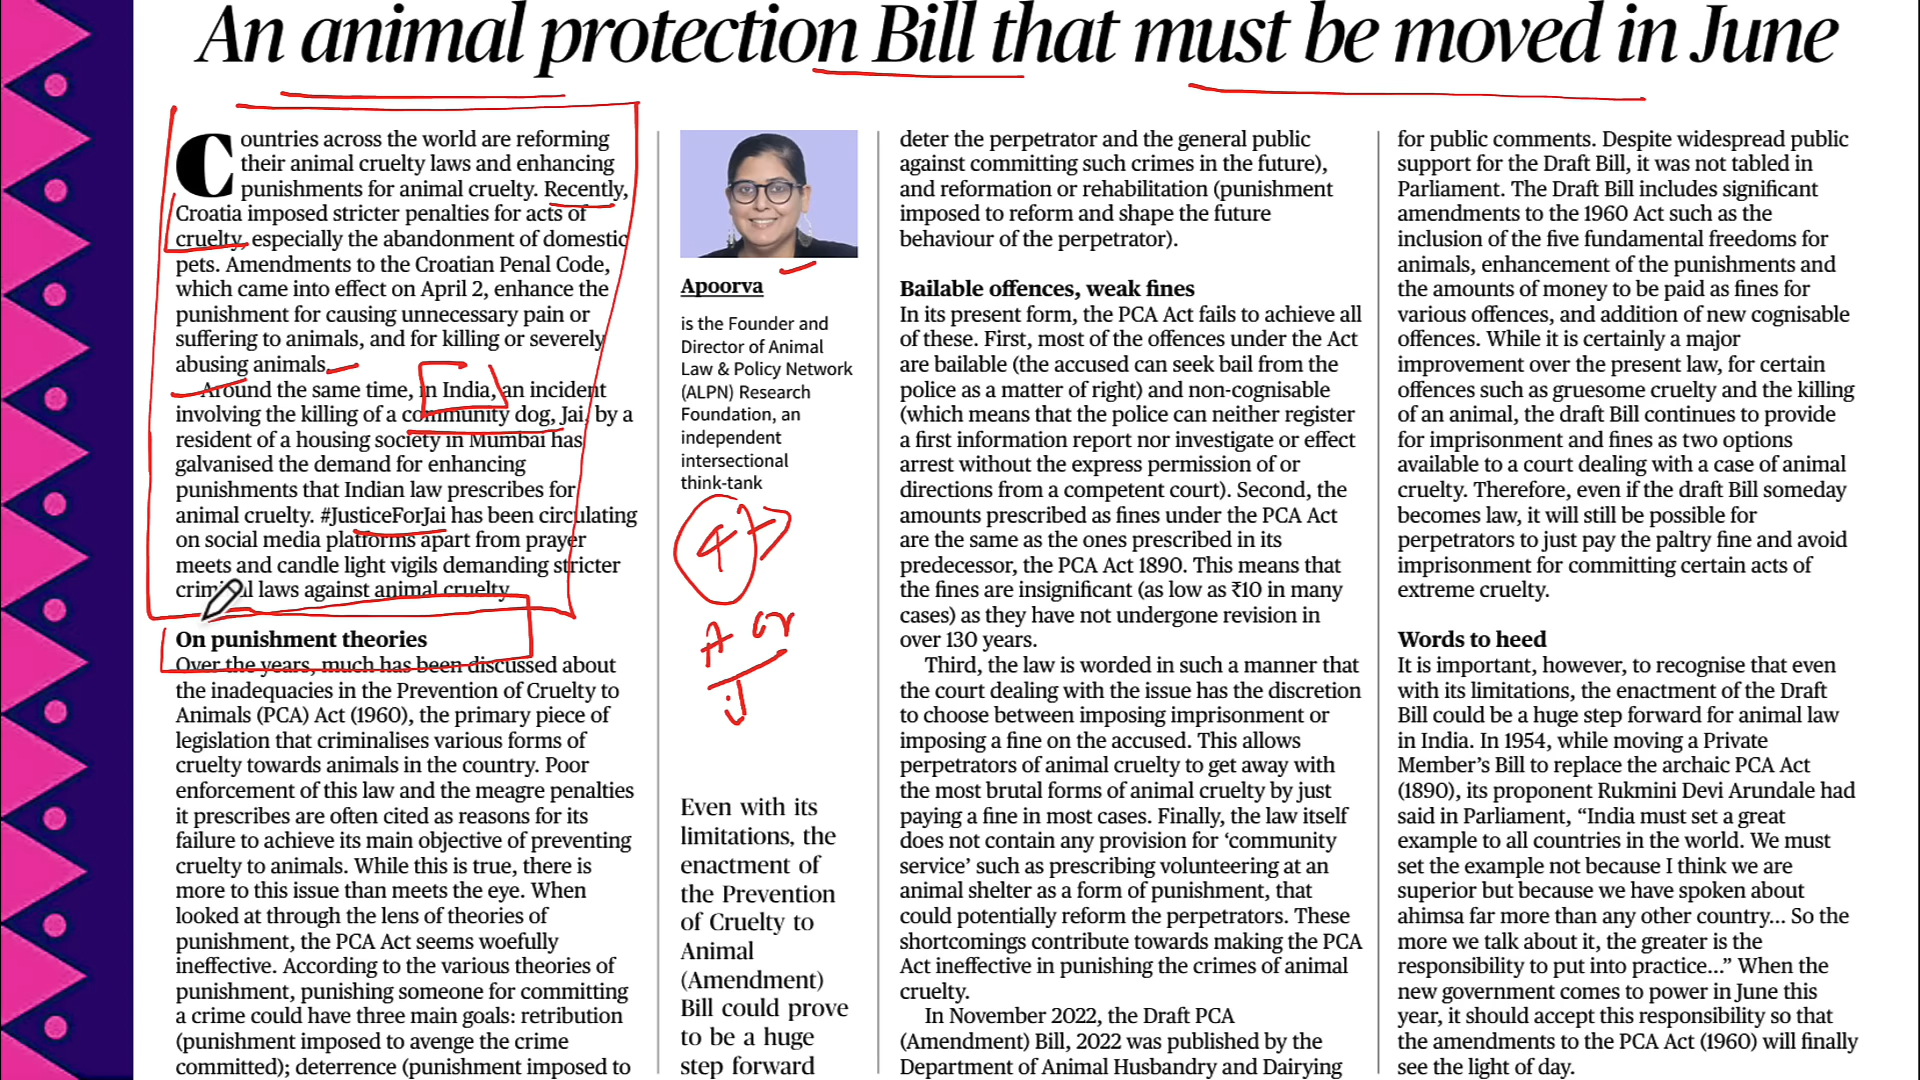 An animal protection Bill that must be moved in June
Countries across the world are reforming
their animal cruelty laws and enhancing
punishments for animal cruelty. Recently,
Croatia imposed stricter penalties for acts of
cruelty, especially the abandonment of domestic
pets. Amendments to the Croatian Penal Code,
which came into effect on April 2, enhance the
punishment for causing unnecessary pain or
suffering to animals, and for killing or severely
abusing animals.
Around the same time, in India, an incident
involving the killing of a community dog, Jai, by a
resident of a housing society in Mumbai has
galvanised the demand for enhancing
punishments that Indian law prescribes for
animal cruelty. #JusticeForJai has been circulating
on social media platforms apart from prayer
meets and candle light vigils demanding stricter
criminal laws against animal cruelty.
On punishment theories
Over the years, much has been discussed about
the inadequacies in the Prevention of Cruelty to
Animals (PCA) Act (1960), the primary piece of
legislation that criminalises various forms of
cruelty towards animals in the country. Poor
enforcement of this law and the meagre penalties
it prescribes are often cited as reasons for its
failure to achieve its main objective of preventing
cruelty to animals. While this is true, there is
more to this issue than meets the eye. When
looked at through the lens of theories of
punishment, the PCA Act seems woefully
ineffective. According to the various theories of
punishment, punishing someone for committing
a crime could have three main goals: retribution
(punishment imposed to avenge the crime
committed); deterrence (punishment imposed to
Apoorva
is the Founder and
Director of Animal
Law & Policy Network
(ALPN) Research
Foundation, an
independent
intersectional
think-tank
A or
J
Even with its
limitations, the
enactment of
the Prevention
of Cruelty to
Animal
(Amendment)
Bill could prove
to be a huge
step forward
deter the perpetrator and the general public
against committing such crimes in the future),
and reformation or rehabilitation (punishment
imposed to reform and shape the future
behaviour of the perpetrator).
Bailable offences, weak fines
In its present form, the PCA Act fails to achieve all
of these. First, most of the offences under the Act
are bailable (the accused can seek bail from the
police as a matter of right) and non-cognisable
(which means that the police can neither register
a first information report nor investigate or effect
arrest without the express permission of or
directions from a competent court). Second, the
amounts prescribed as fines under the PCA Act
are the same as the ones prescribed in its
predecessor, the PCA Act 1890. This means that
the fines are insignificant (as low as ₹10 in many
cases) as they have not undergone revision in
over 130 years.
Third, the law is worded in such a manner that
the court dealing with the issue has the discretion
to choose between imposing imprisonment or
imposing a fine on the accused. This allows
perpetrators of animal cruelty to get away with
the most brutal forms of animal cruelty by just
paying a fine in most cases. Finally, the law itself
does not contain any provision for ‘community
service’ such as prescribing volunteering at an
animal shelter as a form of punishment, that
could potentially reform the perpetrators. These
shortcomings contribute towards making the PCA
Act ineffective in punishing the crimes of animal
cruelty.
In November 2022, the Draft PCA
(Amendment) Bill, 2022 was published by the
Department of Animal Husbandry and Dairying
for public comments. Despite widespread public
support for the Draft Bill, it was not tabled in
Parliament. The Draft Bill includes significant
amendments to the 1960 Act such as the
inclusion of the five fundamental freedoms for
animals, enhancement of the punishments and
the amounts of money to be paid as fines for
various offences, and addition of new cognisable
offences. While it is certainly a major
improvement over the present law, for certain
offences such as gruesome cruelty and the killing
of an animal, the draft Bill continues to provide
for imprisonment and fines as two options
available to a court dealing with a case of animal
cruelty. Therefore, even if the draft Bill someday
becomes law, it will still be possible for
perpetrators to just pay the paltry fine and avoid
imprisonment for committing certain acts of
extreme cruelty.
Words to heed
It is important, however, to recognise that even
with its limitations, the enactment of the Draft
Bill could be a huge step forward for animal law
in India. In 1954, while moving a Private
Member’s Bill to replace the archaic PCA Act
(1890), its proponent Rukmini Devi Arundale had
said in Parliament, “India must set a great
example to all countries in the world. We must
set the example not because I think we are
superior but because we have spoken about
ahimsa far more than any other country... So the
more we talk about it, the greater is the
responsibility to put into practice...” When the
new government comes to power in June this
year, it should accept this responsibility so that
the amendments to the PCA Act (1960) will finally
see the light of day.